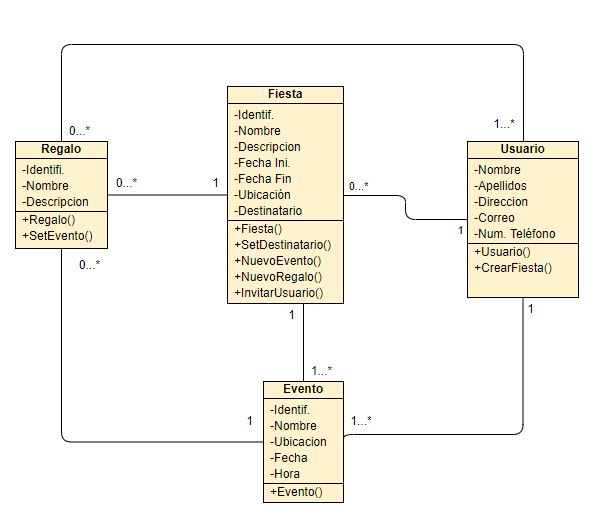 0...*
1...*
Regalo
-Identifi.
-Nombre
-Descripcion
+Regalo()
+SetEvento()
0...*
1
0...*
Fiesta
-Identif.
-Nombre
-Descripcion
-Fecha Ini.
-Fecha Fin
-Ubicación
-Destinatario
+Fiesta()
+SetDestinatario()
+NuevoEvento()
+NuevoRegalo()
+InvitarUsuario()
0...*
1
Usuario
-Nombre
-Apellidos
-Direccion
-Correo
-Num. Teléfono
+Usuario()
+CrearFiesta()
1
1
1...*
1
1...*
Evento
-Identif.
-Nombre
-Ubicacion
-Fecha
-Hora
+Evento()